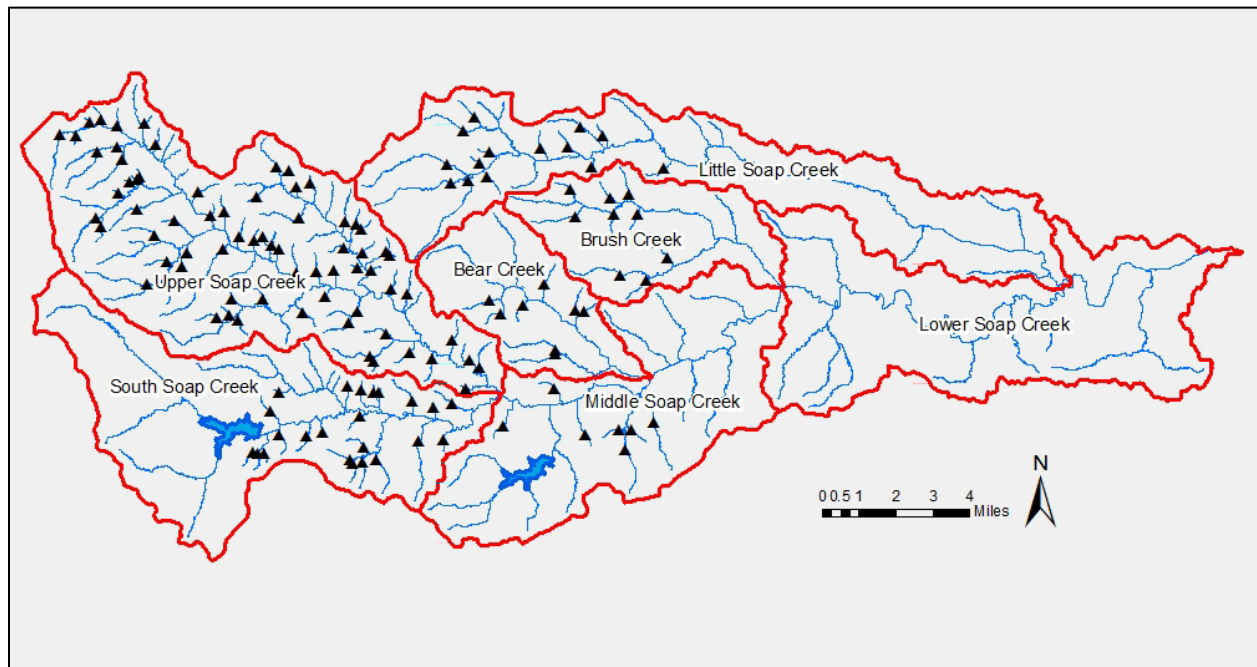 Little Soap Creek
Brush Creek
Bear Creek
Upper Soap Creek
Lower Soap Creek
South Soap Creek
Middle Soap Creek
N
0 0.5 1 2 3 4
Miles